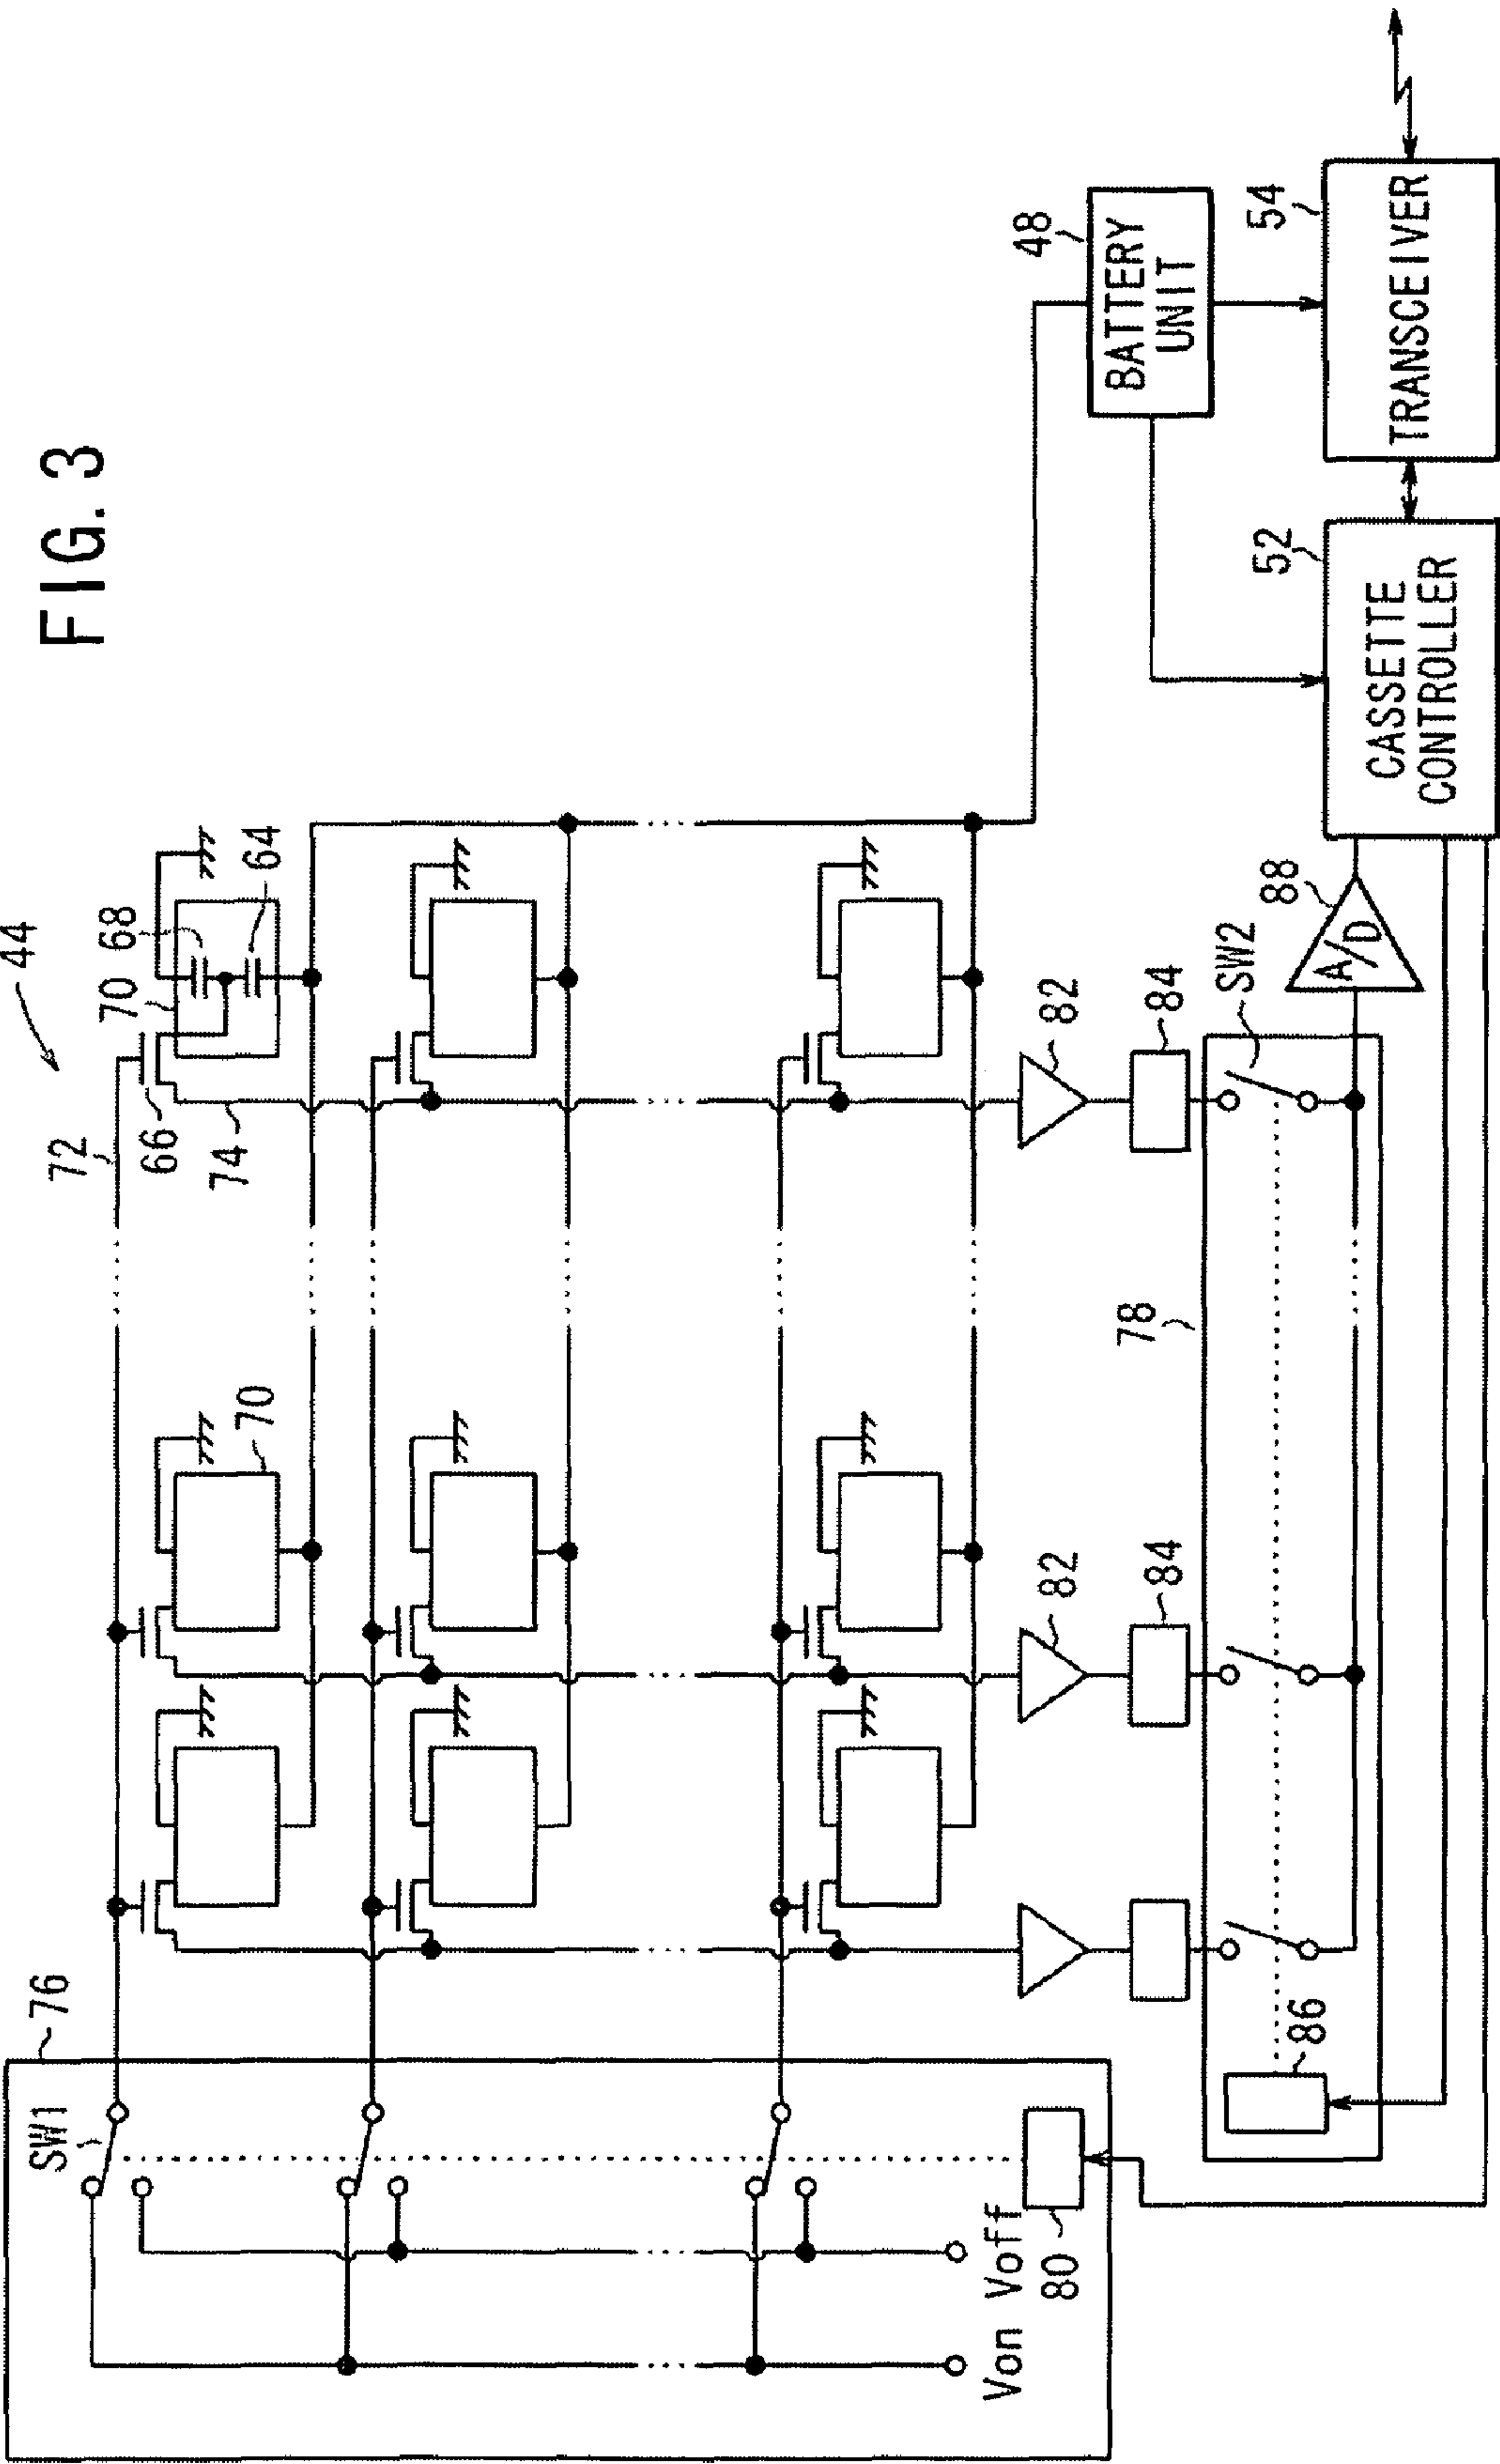 FIG. 3
44
72
70
68
66
64
74
70
76
SW1
48
BATTERY
UNIT
82
82
84
84
78
SW2
88
A/D
52
CASSETTE
CONTROLLER
54
TRANSCEIVER
Von
Voff
80
86